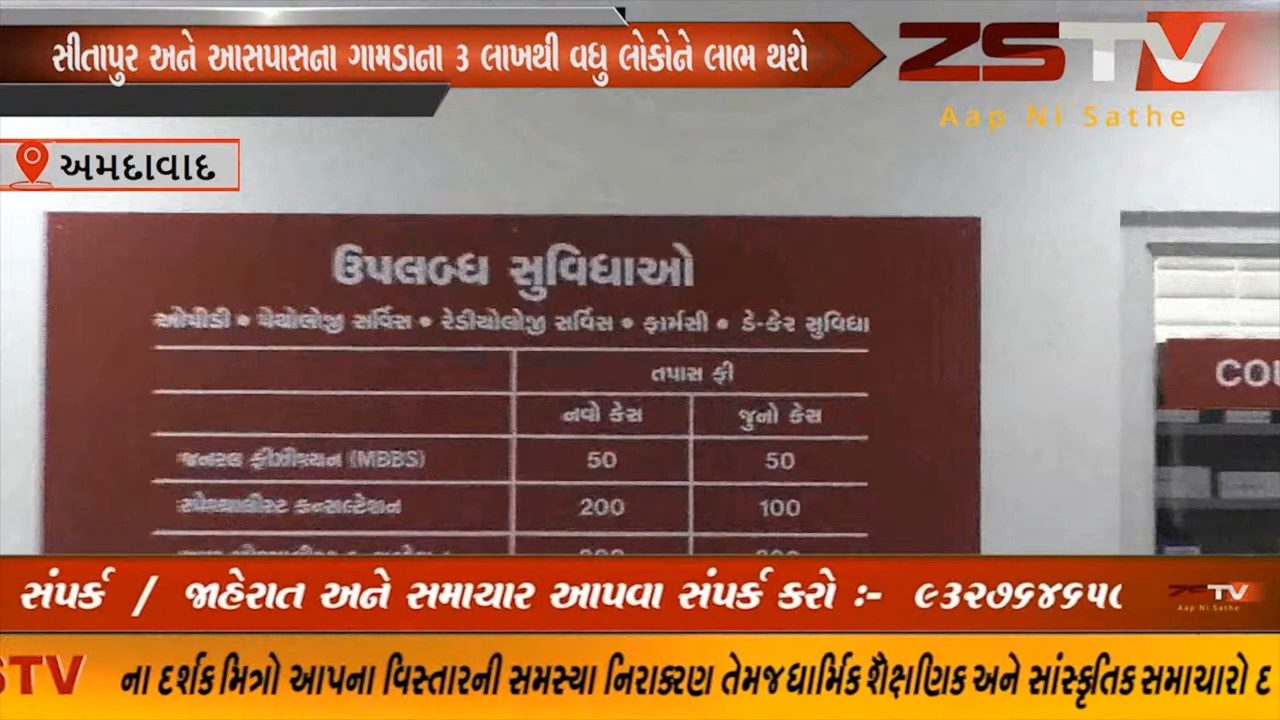 સીતાપુર અને આસપાસના ગામડાના ૩ લાખથી વધુ લોકોને લાભ થશે
ZSTV
Aap Ni Sathe
અમદાવાદ
ઉપલબ્ધ સુવિધાઓ
ઓપીડી • પેથોલોજી સર્વિસ • રેડીયોલોજી સર્વિસ • ફાર્મસી • ડે-કેર સુવિધા
તપાસ ફી
નવો કેસ જુનો કેસ
જનરલ ફીઝીશ્યન (MBBS) 50 50
સ્પેશ્યાલીસ્ટ કન્સલ્ટેશન 200 100
COU
સંપર્ક / જાહેરાત અને સમાચાર આપવા સંપર્ક કરો :- ૯૩૨૭૬૪૬૫
ZSTV
Aap Ni Sathe
STV ના દર્શક મિત્રો આપના વિસ્તારની સમસ્યા નિરાકરણ તેમજ ધાર્મિક શૈક્ષણિક અને સાંસ્કૃતિક સમાચારો દ